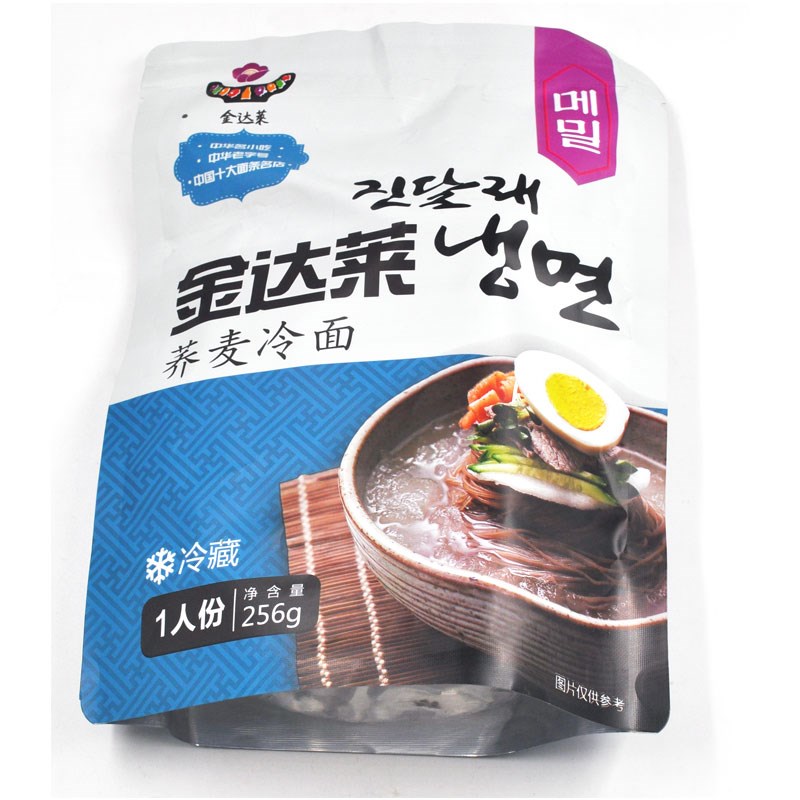 金达莱
中华名小吃
中华老字号
中国十大面条名店
메밀
진달래
金达莱 냉면
荞麦冷面
冷藏
1人份
净含量
256g
图片仅供参考